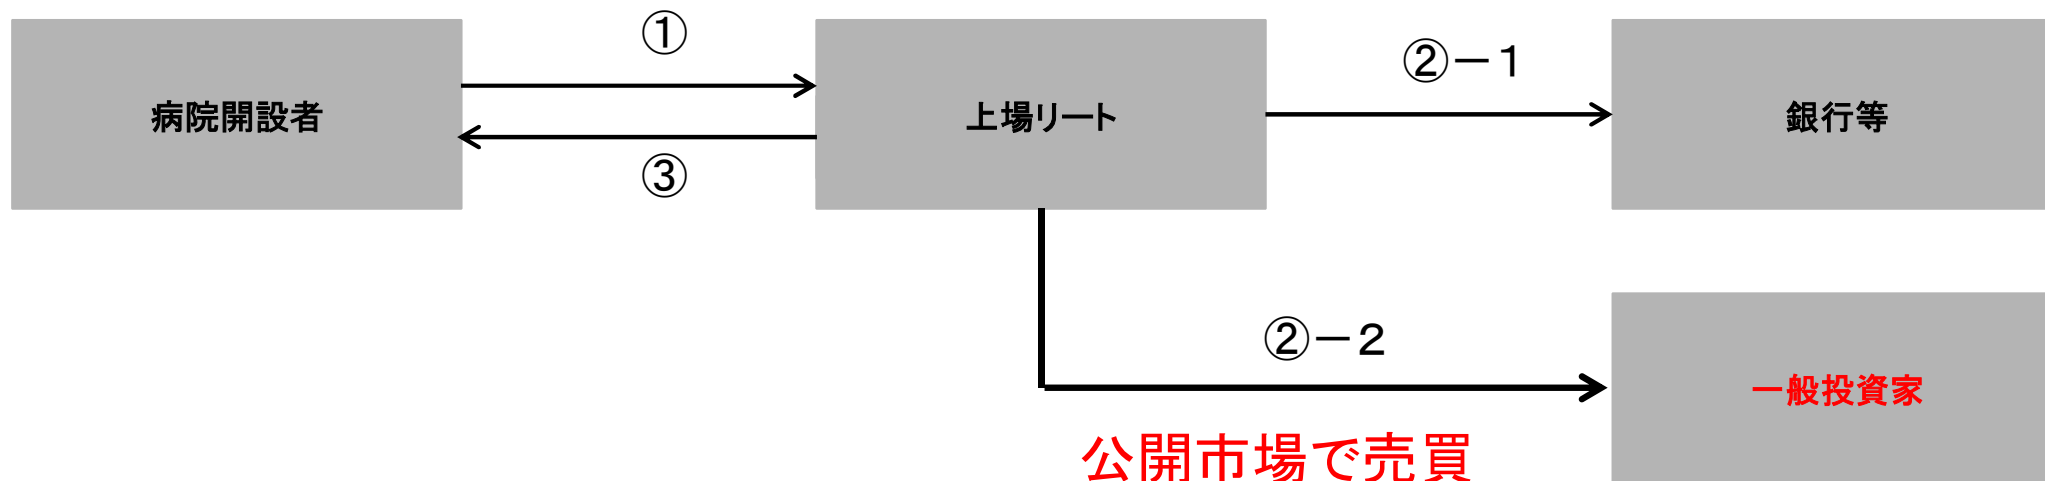 ①
②－１
病院開設者
上場リート
銀行等
③
②－２
一般投資家
公開市場で売買